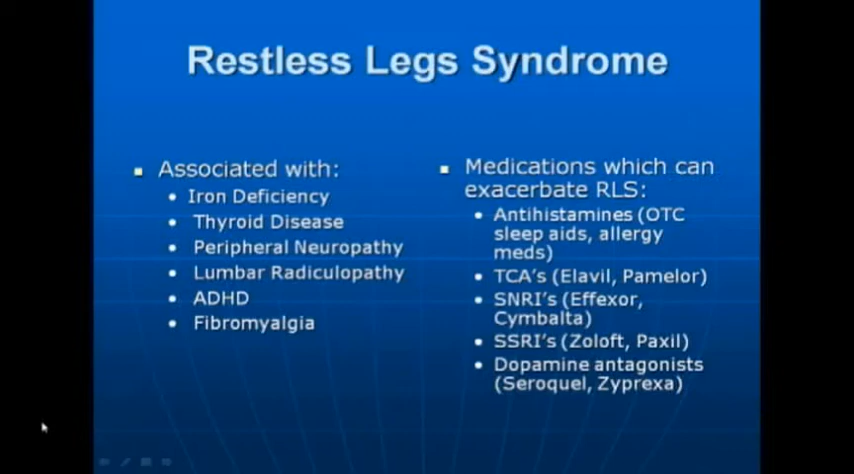 Restless Legs Syndrome
Associated with:
Iron Deficiency
Thyroid Disease
Peripheral Neuropathy
Lumbar Radiculopathy
ADHD
Fibromyalgia
Medications which can
exacerbate RLS:
Antihistamines (OTC
sleep aids, allergy
meds)
TCA's (Elavil, Pamelor)
SNRI's (Effexor,
Cymbalta)
SSRI's (Zoloft, Paxil)
Dopamine antagonists
(Seroquel, Zyprexa)